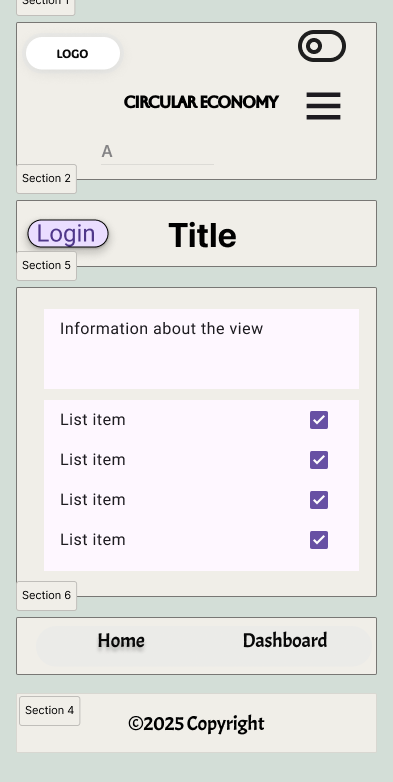 Section 1
LOGO
CIRCULAR ECONOMY
A
Section 2
Login
Title
Section 5
Information about the view
List item
List item
List item
List item
Section 6
Home
Dashboard
Section 4
©2025 Copyright